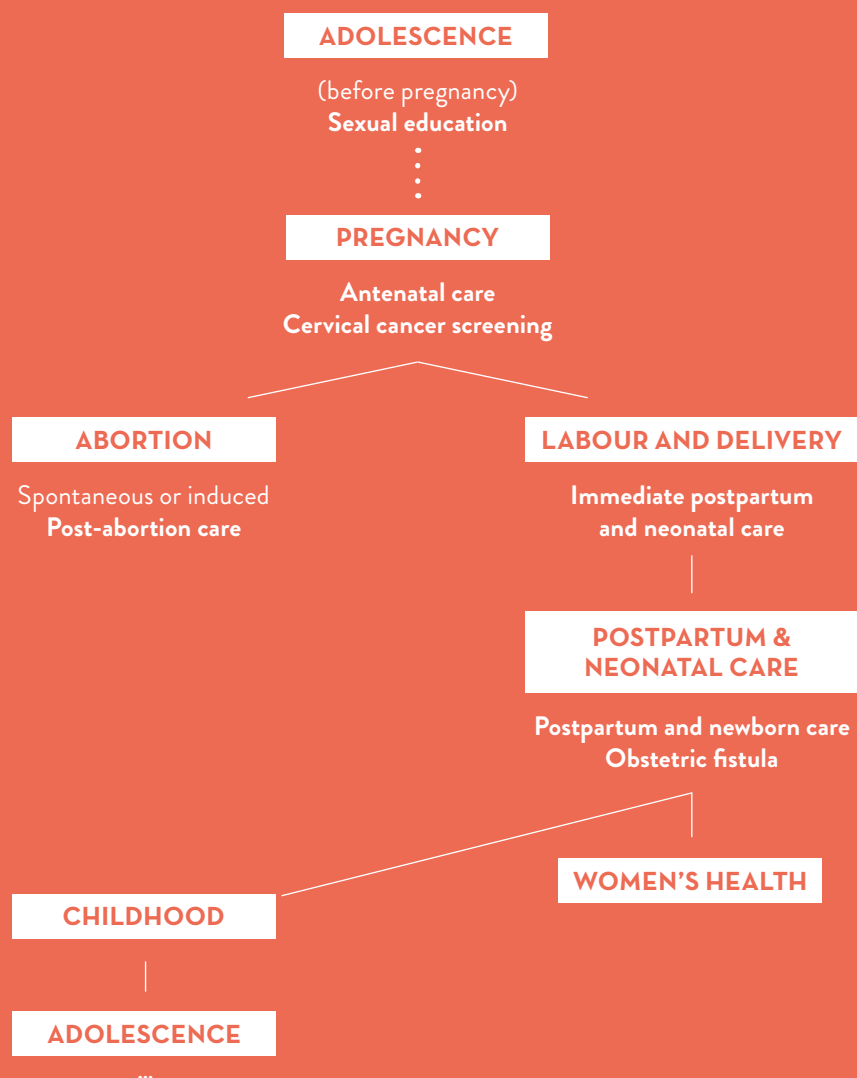 ADOLESCENCE
(before pregnancy)
Sexual education
PREGNANCY
Antenatal care
Cervical cancer screening
ABORTION
Spontaneous or induced
Post-abortion care
LABOUR AND DELIVERY
Immediate postpartum
and neonatal care
POSTPARTUM &
NEONATAL CARE
Postpartum and newborn care
Obstetric fistula
WOMEN'S HEALTH
CHILDHOOD
ADOLESCENCE